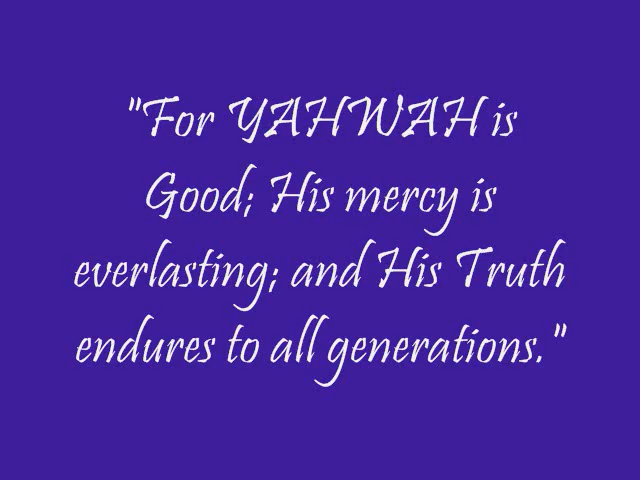 "For YAHWAH is
Good; His mercy is
everlasting; and His Truth
endures to all generations."